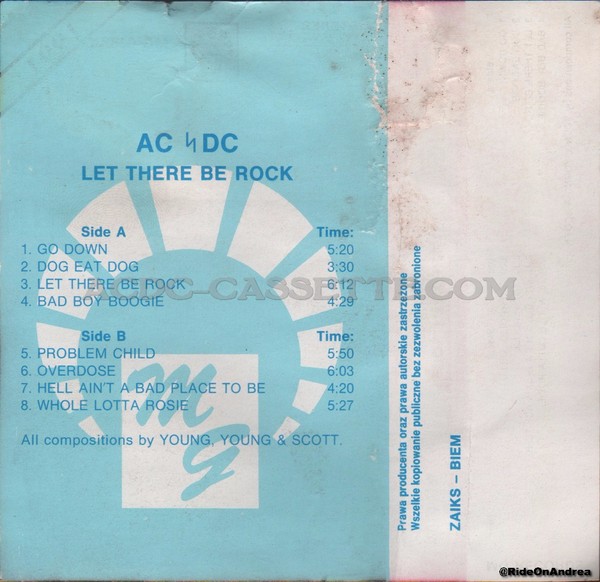 AC ϟ DC
LET THERE BE ROCK
Side A Time:
1. GO DOWN 5:20
2. DOG EAT DOG 3:30
3. LET THERE BE ROCK 6:12
4. BAD BOY BOOGIE 4:29
Side B Time:
5. PROBLEM CHILD 5:50
6. OVERDOSE 6:03
7. HELL AIN'T A BAD PLACE TO BE 4:20
8. WHOLE LOTTA ROSIE 5:27
All compositions by YOUNG, YOUNG & SCOTT.
MG
Prawa producenta oraz prawa autorskie zastrzeżone
Wszelkie kopiowanie publiczne bez zezwolenia zabronione
ZAIKS – BIEM
ACDC-CASSETTE.COM
@RideOnAndrea